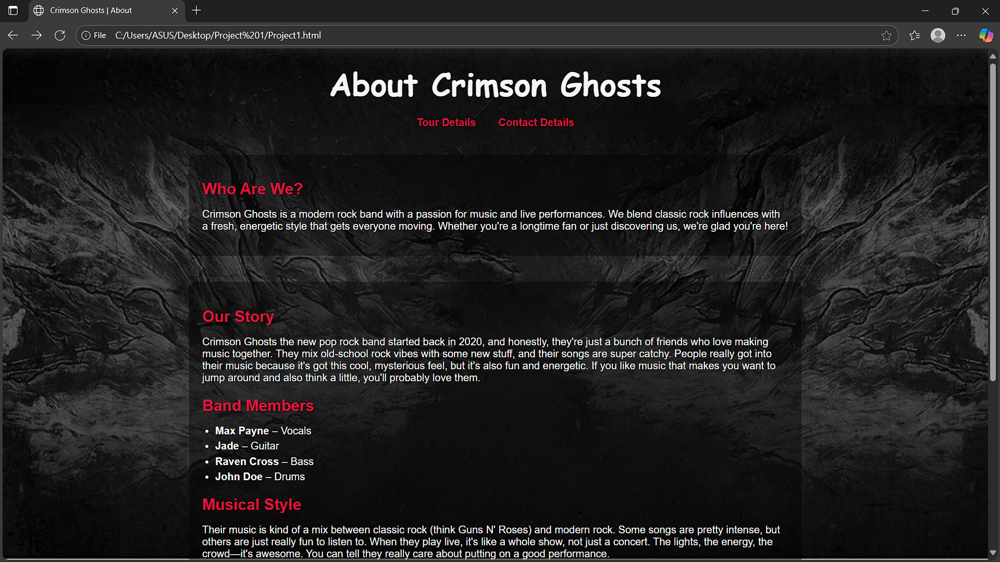 Crimson Ghosts | About
File
C:/Users/ASUS/Desktop/Project%201/Project1.html
About Crimson Ghosts
Tour Details
Contact Details
Who Are We?
Crimson Ghosts is a modern rock band with a passion for music and live performances. We blend classic rock influences with
a fresh, energetic style that gets everyone moving. Whether you're a longtime fan or just discovering us, we're glad you're here!
Our Story
Crimson Ghosts the new pop rock band started back in 2020, and honestly, they're just a bunch of friends who love making
music together. They mix old-school rock vibes with some new stuff, and their songs are super catchy. People really got into
their music because it's got this cool, mysterious feel, but it's also fun and energetic. If you like music that makes you want to
jump around and also think a little, you'll probably love them.
Band Members
• Max Payne – Vocals
• Jade – Guitar
• Raven Cross – Bass
• John Doe – Drums
Musical Style
Their music is kind of a mix between classic rock (think Guns N' Roses) and modern rock. Some songs are pretty intense, but
others are just really fun to listen to. When they play live, it's like a whole show, not just a concert. The lights, the energy, the
crowd—it's awesome. You can tell they really care about putting on a good performance.